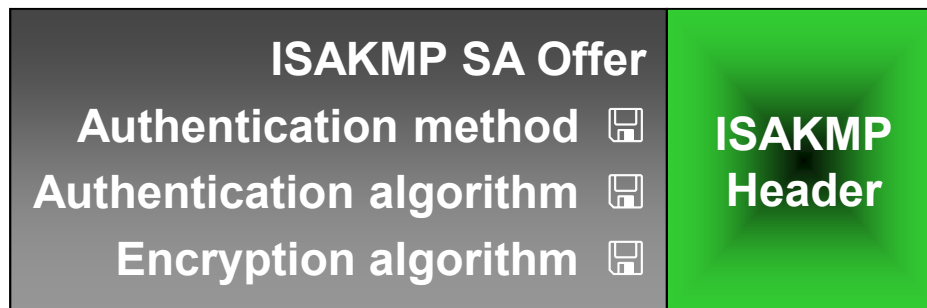 ISAKMP SA Offer
Authentication method
Authentication algorithm
Encryption algorithm
ISAKMP
Header